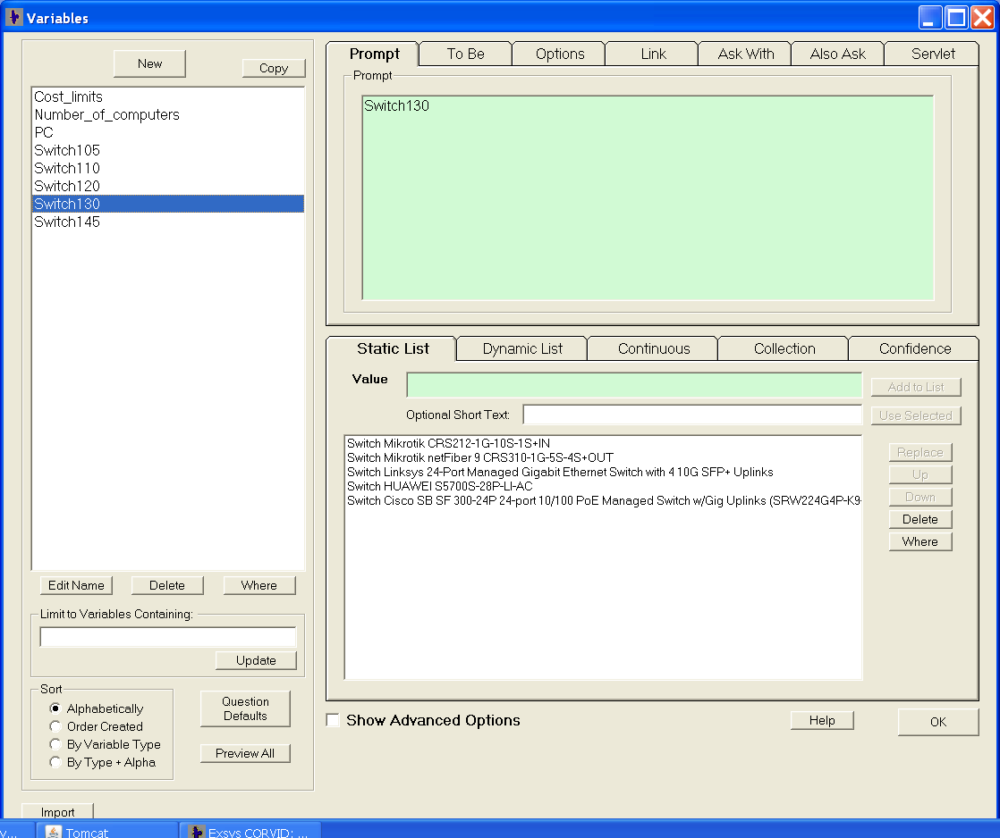 Variables
New
Copy
Cost_limits
Number_of_computers
PC
Switch105
Switch110
Switch120
Switch130
Switch145
Edit Name Delete Where
Limit to Variables Containing:
Update
Sort
Alphabetically
Order Created
By Variable Type
By Type + Alpha
Question
Defaults
Preview All
Import
Prompt To Be Options Link Ask With Also Ask Servlet
Prompt
Switch130
Static List Dynamic List Continuous Collection Confidence
Value
Add to List
Optional Short Text:
Use Selected
Switch Mikrotik CRS212-1G-10S-1S+IN
Switch Mikrotik netFiber 9 CRS310-1G-5S-4S+OUT
Switch Linksys 24-Port Managed Gigabit Ethernet Switch with 4 10G SFP+ Uplinks
Switch HUAWEI S5700S-28P-LI-AC
Switch Cisco SB SF 300-24P 24-port 10/100 PoE Managed Switch w/Gig Uplinks (SRW224G4P-K9-
Replace
Up
Down
Delete
Where
Show Advanced Options
Help
OK
y... Tomcat Exsys CORVID: ...